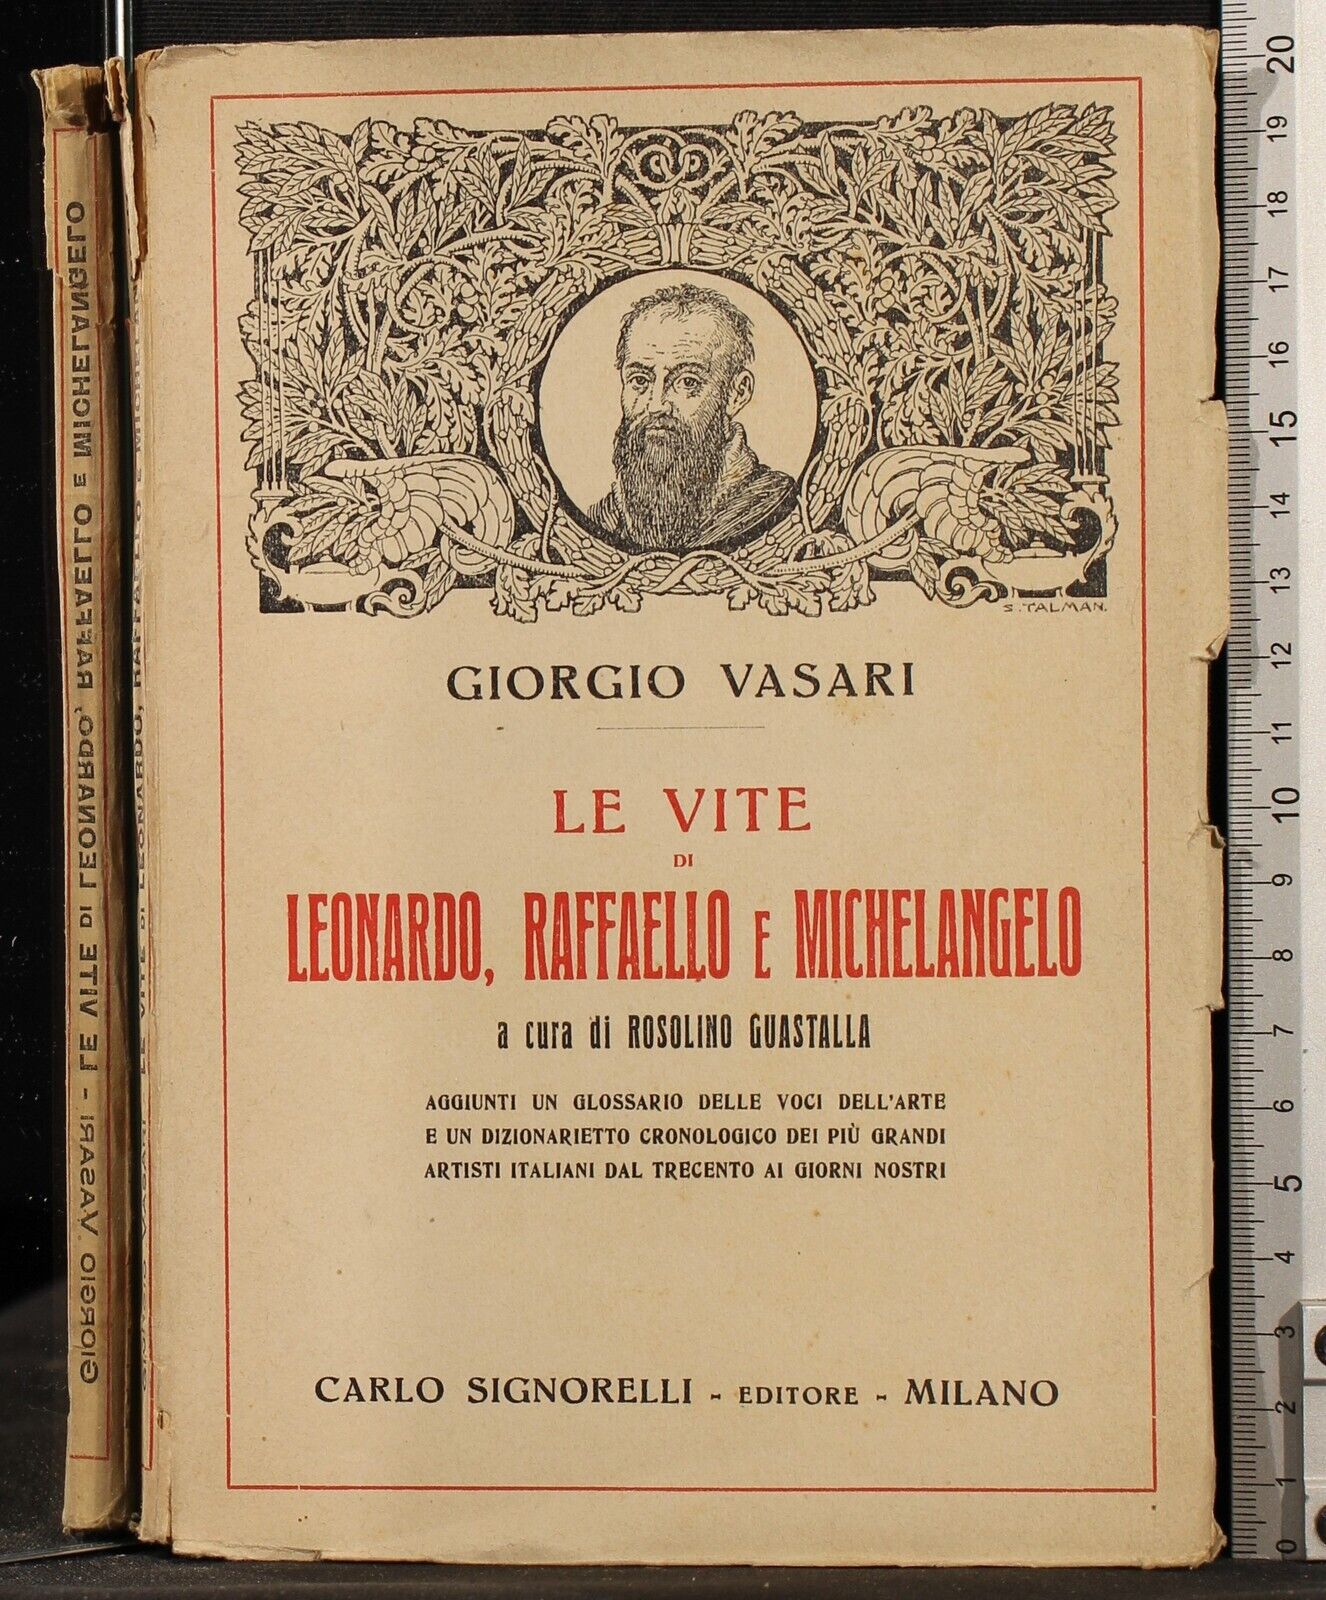 S. TALMAN.
GIORGIO VASARI
LE VITE
DI
LEONARDO, RAFFAELLO E MICHELANGELO
a cura di ROSOLINO GUASTALLA
AGGIUNTI UN GLOSSARIO DELLE VOCI DELL'ARTE
E UN DIZIONARIETTO CRONOLOGICO DEI PIÙ GRANDI
ARTISTI ITALIANI DAL TRECENTO AI GIORNI NOSTRI
CARLO SIGNORELLI - EDITORE - MILANO
GIORGIO VASARI - LE VITE DI LEONARDO, RAFFAELLO E MICHELANGELO
20
19
18
17
16
15
14
13
12
11
10
9
8
7
6
5
4
3
2
1
0